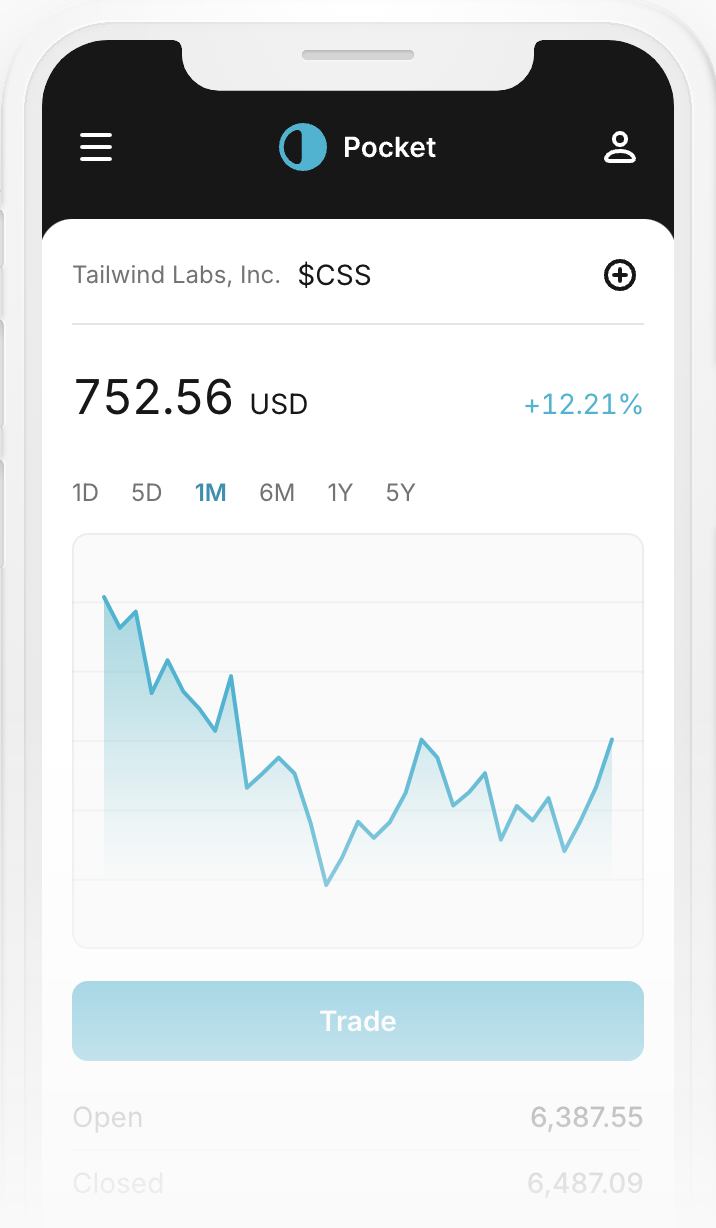 Pocket
Tailwind Labs, Inc. $CSS
752.56 USD +12.21%
1D 5D 1M 6M 1Y 5Y
Trade
Open 6,387.55
Closed 6,487.09